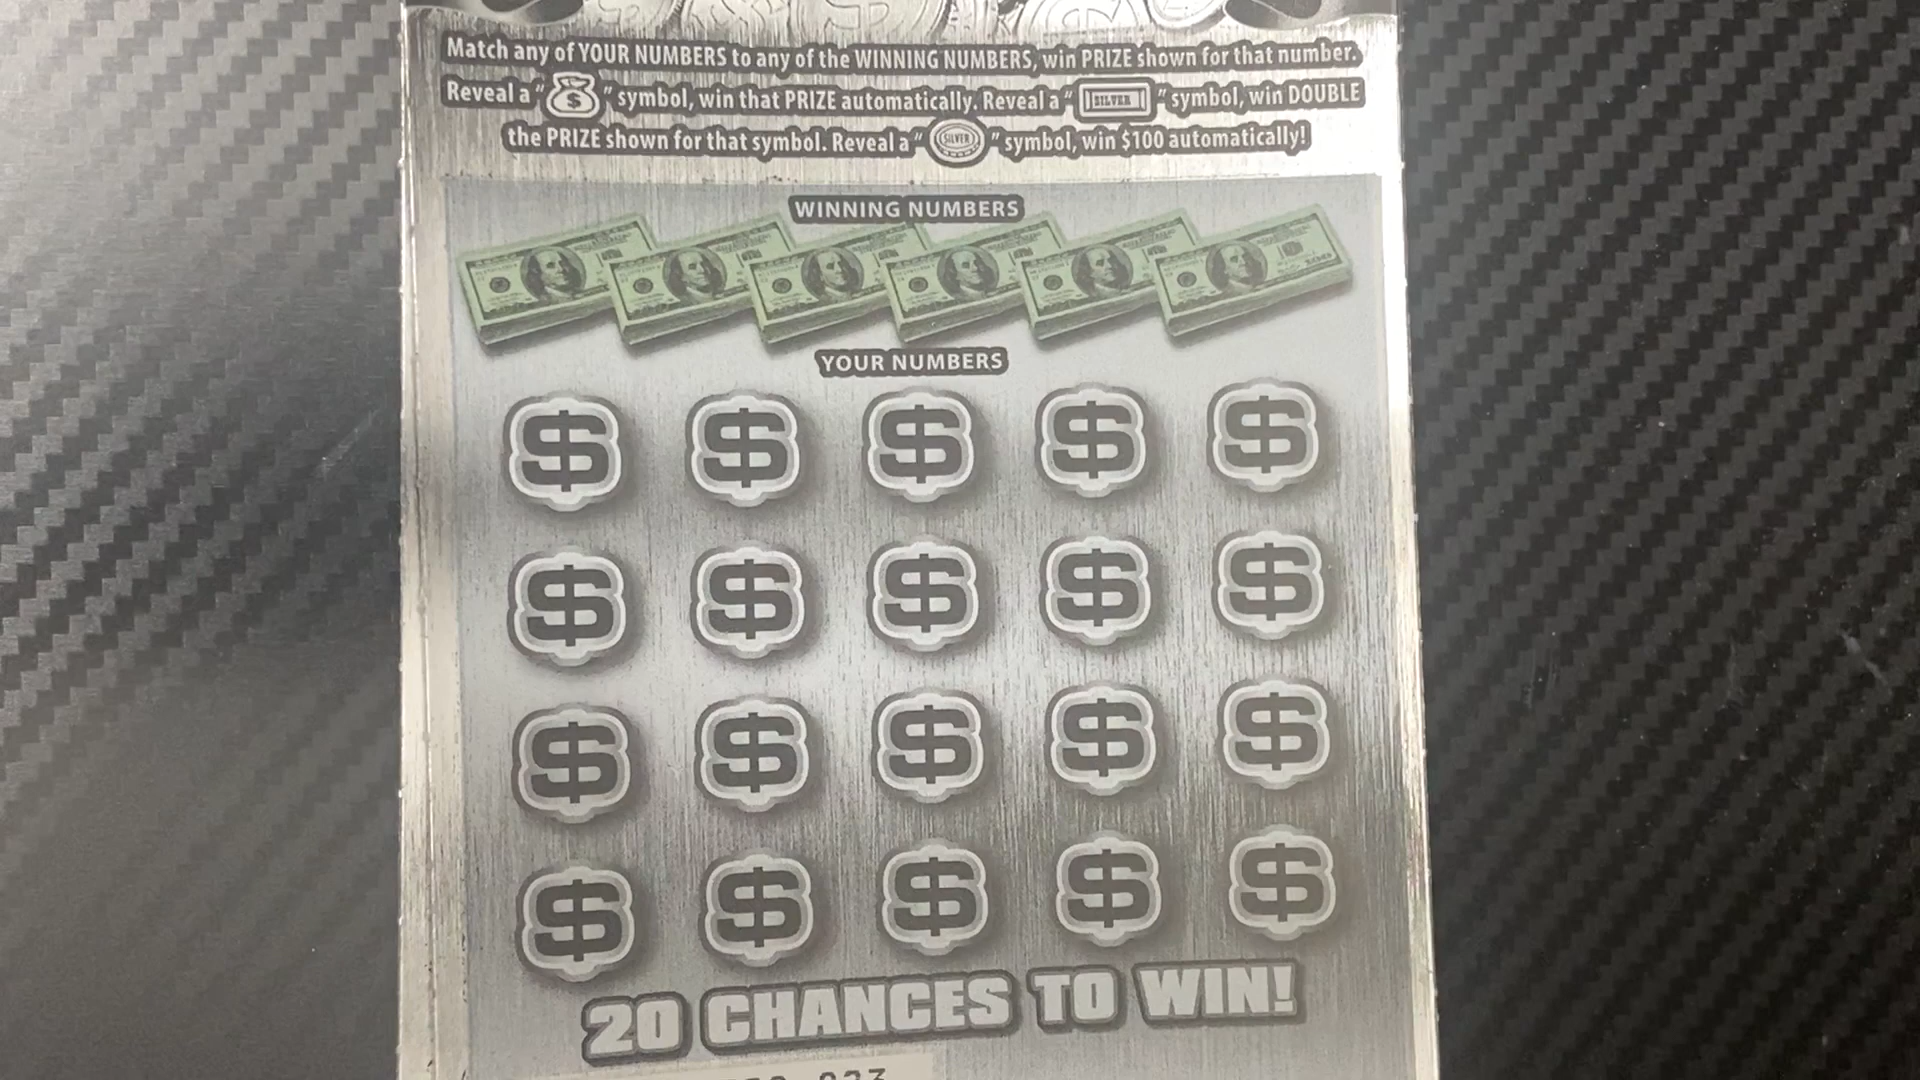 Match any of YOUR NUMBERS to any of the WINNING NUMBERS, win PRIZE shown for that number.
Reveal a “$” symbol, win that PRIZE automatically. Reveal a “SILVER” symbol, win DOUBLE
the PRIZE shown for that symbol. Reveal a “SILVER” symbol, win $100 automatically!
WINNING NUMBERS
YOUR NUMBERS
$ $ $ $ $
$ $ $ $ $
$ $ $ $ $
$ $ $ $ $
20 CHANCES TO WIN!